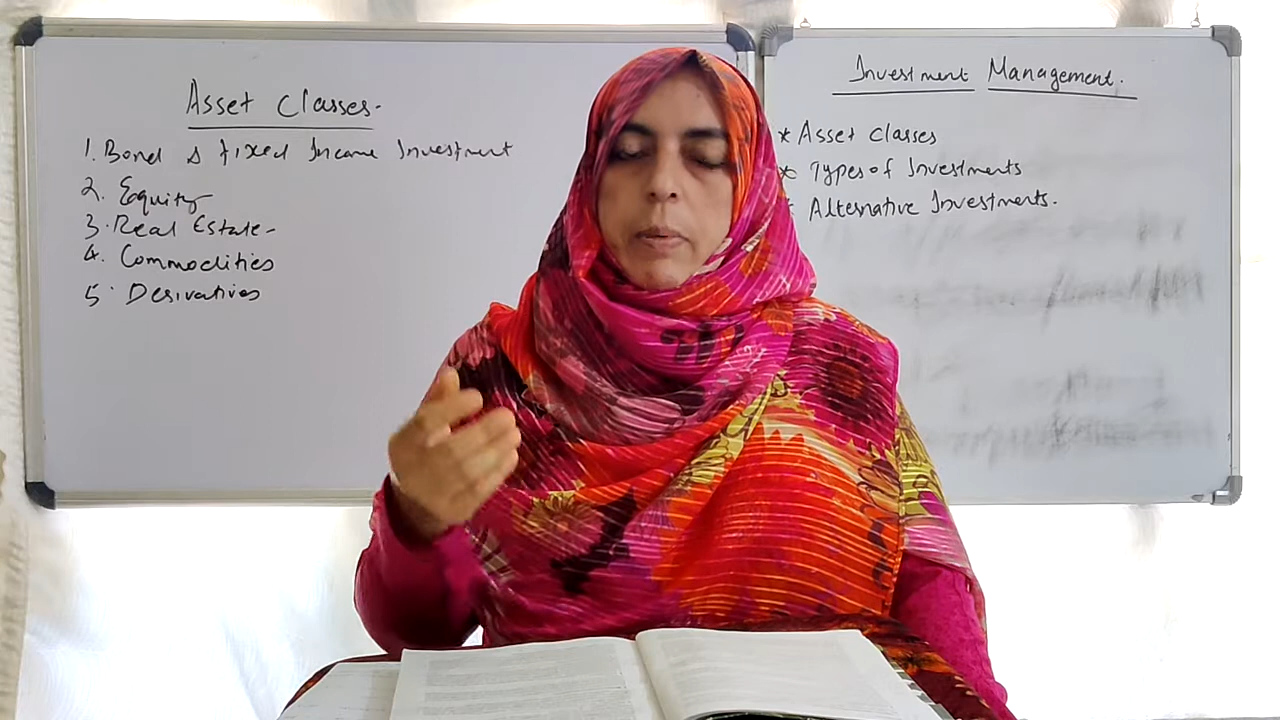 Asset Classes.
1. Bond & Fixed Income Investment
2. Equity
3. Real Estate.
4. Commodities
5. Derivatives
Investment Management.
* Asset Classes
* Types of Investments
* Alternative Investments.